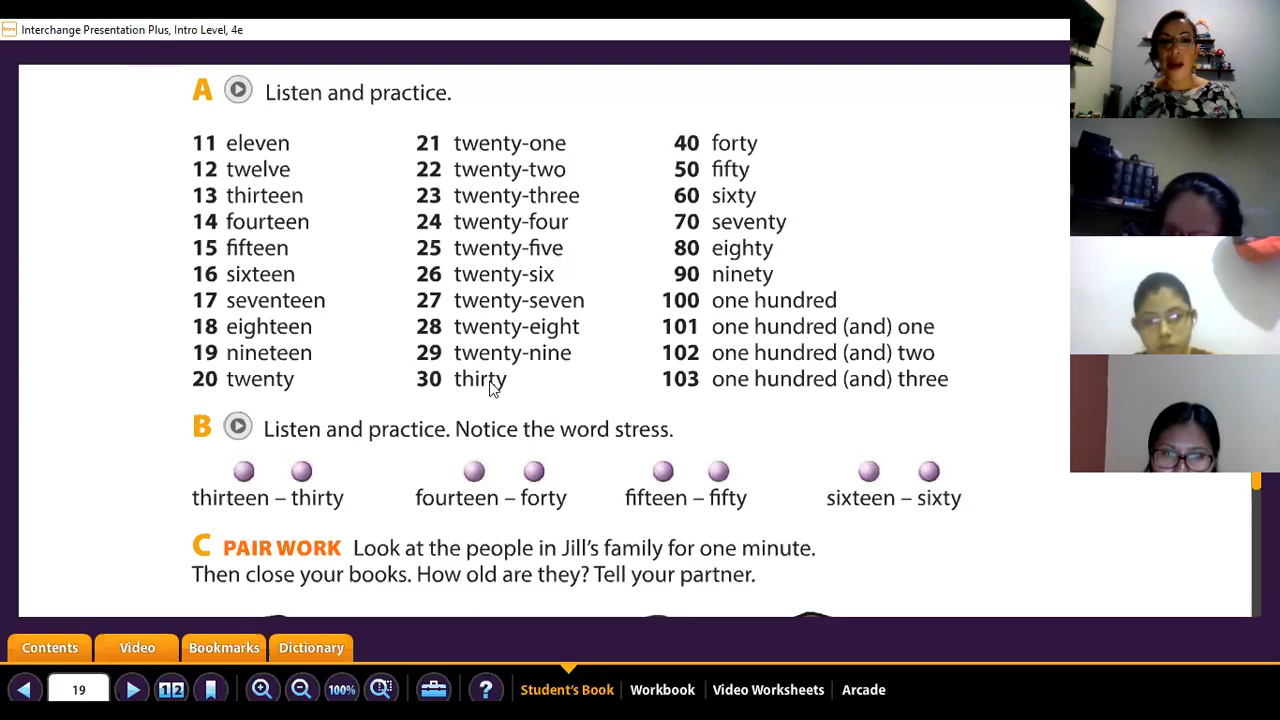 Interchange Presentation Plus, Intro Level, 4e
A Listen and practice.
11 eleven 21 twenty-one 40 forty
12 twelve 22 twenty-two 50 fifty
13 thirteen 23 twenty-three 60 sixty
14 fourteen 24 twenty-four 70 seventy
15 fifteen 25 twenty-five 80 eighty
16 sixteen 26 twenty-six 90 ninety
17 seventeen 27 twenty-seven 100 one hundred
18 eighteen 28 twenty-eight 101 one hundred (and) one
19 nineteen 29 twenty-nine 102 one hundred (and) two
20 twenty 30 thirty 103 one hundred (and) three
B Listen and practice. Notice the word stress.
thirteen – thirty fourteen – forty fifteen – fifty sixteen – sixty
C PAIR WORK Look at the people in Jill's family for one minute.
Then close your books. How old are they? Tell your partner.
Contents Video Bookmarks Dictionary
19 12 100% ? Student's Book Workbook Video Worksheets Arcade